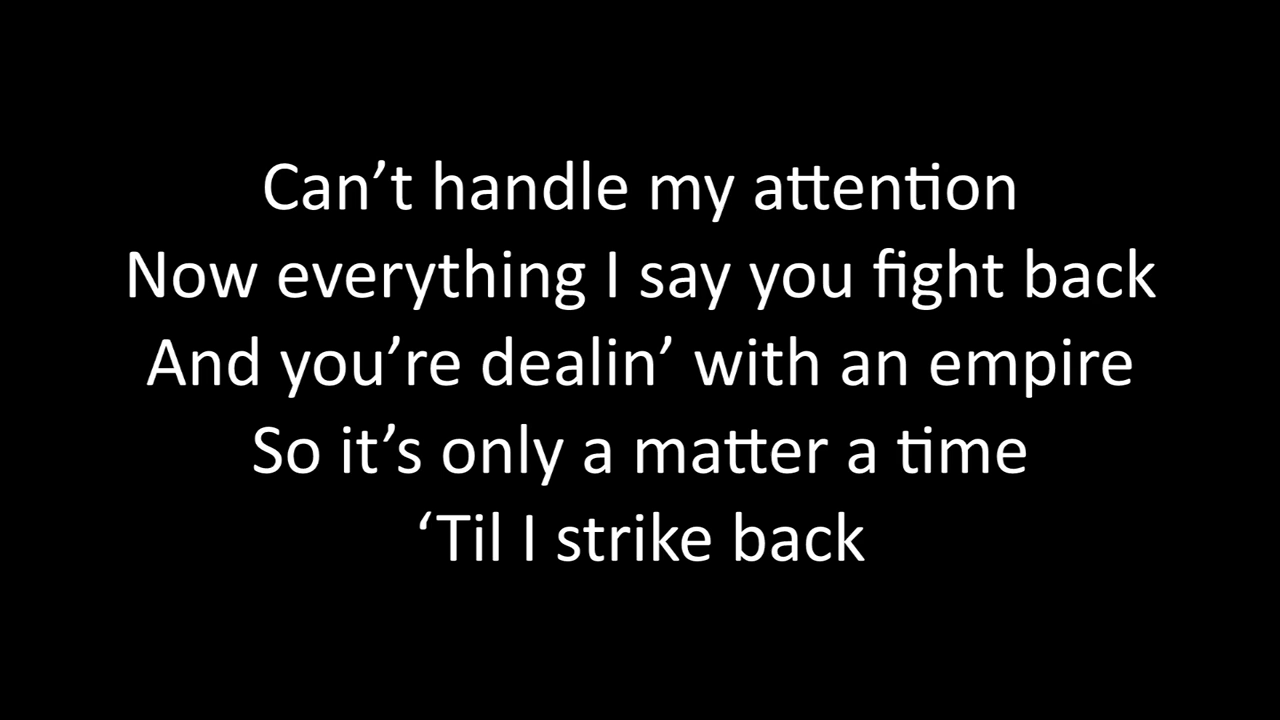 Can’t handle my attention
Now everything I say you fight back
And you’re dealin’ with an empire
So it’s only a matter a time
‘Til I strike back